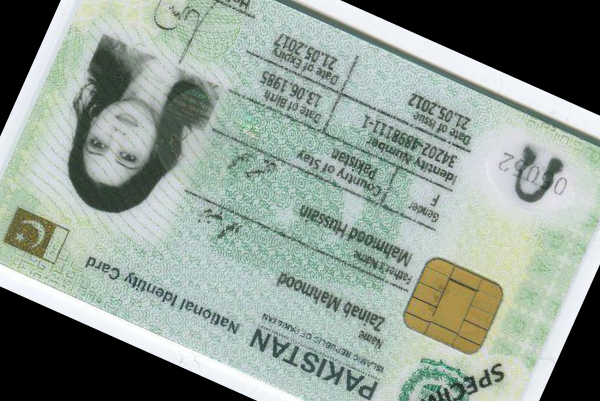 PAKISTAN National Identity Card
ISLAMIC REPUBLIC OF PAKISTAN
Name
Zainab Mahmood
Father's Name
Mahmood Hussain
Gender
F
Country of Stay
Pakistan
Identity Number
34202-4898111-1
Date of Birth
13.06.1985
Date of Issue
21.05.2012
Date of Expiry
21.05.2017